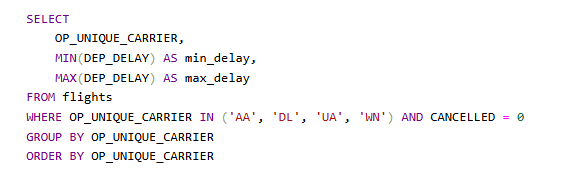 SELECT
    OP_UNIQUE_CARRIER,
    MIN(DEP_DELAY) AS min_delay,
    MAX(DEP_DELAY) AS max_delay
FROM flights
WHERE OP_UNIQUE_CARRIER IN ('AA', 'DL', 'UA', 'WN') AND CANCELLED = 0
GROUP BY OP_UNIQUE_CARRIER
ORDER BY OP_UNIQUE_CARRIER